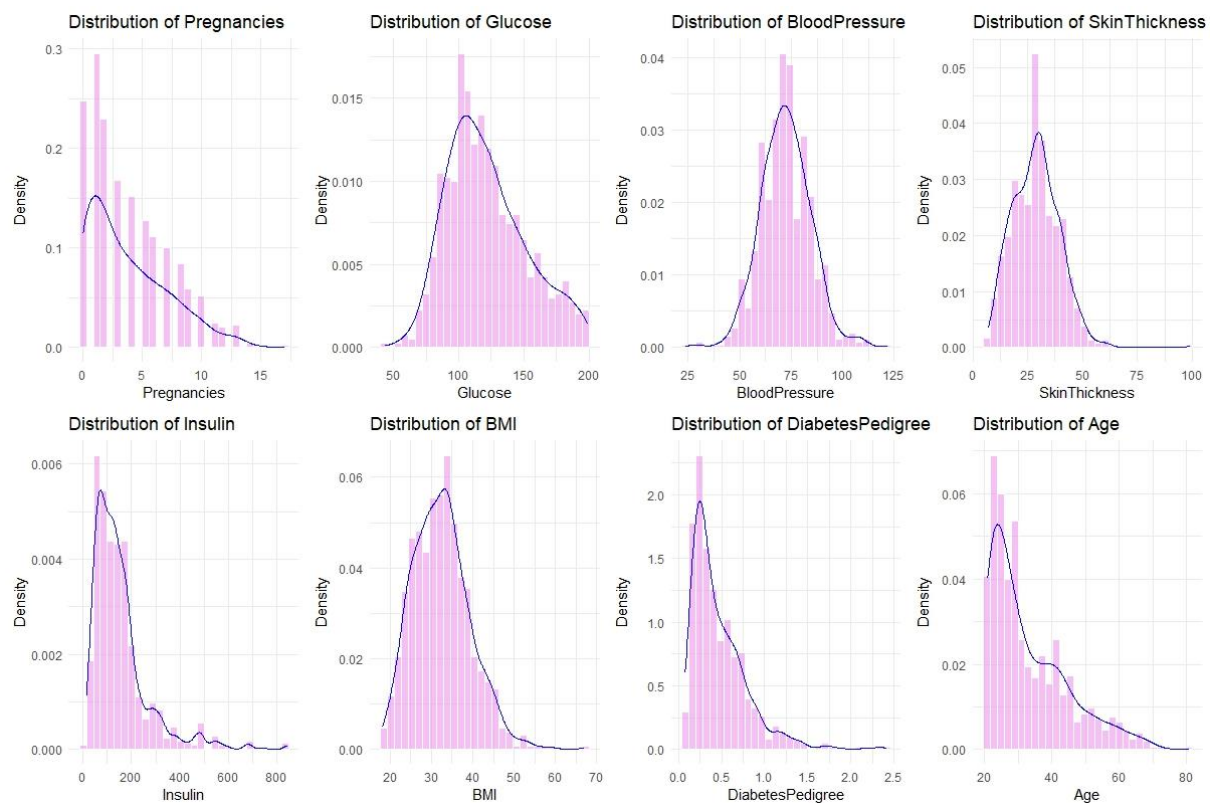 Distribution of Pregnancies
0.3
0.2
0.1
0.0
Density
0 5 10 15
Pregnancies
Distribution of Glucose
0.015
0.010
0.005
0.000
Density
50 100 150 200
Glucose
Distribution of BloodPressure
0.04
0.03
0.02
0.01
0.00
Density
25 50 75 100 125
BloodPressure
Distribution of SkinThickness
0.05
0.04
0.03
0.02
0.01
0.00
Density
0 25 50 75 100
SkinThickness
Distribution of Insulin
0.006
0.004
0.002
0.000
Density
0 200 400 600 800
Insulin
Distribution of BMI
0.06
0.04
0.02
0.00
Density
20 30 40 50 60 70
BMI
Distribution of DiabetesPedigree
2.0
1.5
1.0
0.5
0.0
Density
0.0 0.5 1.0 1.5 2.0 2.5
DiabetesPedigree
Distribution of Age
0.06
0.04
0.02
0.00
Density
20 40 60 80
Age